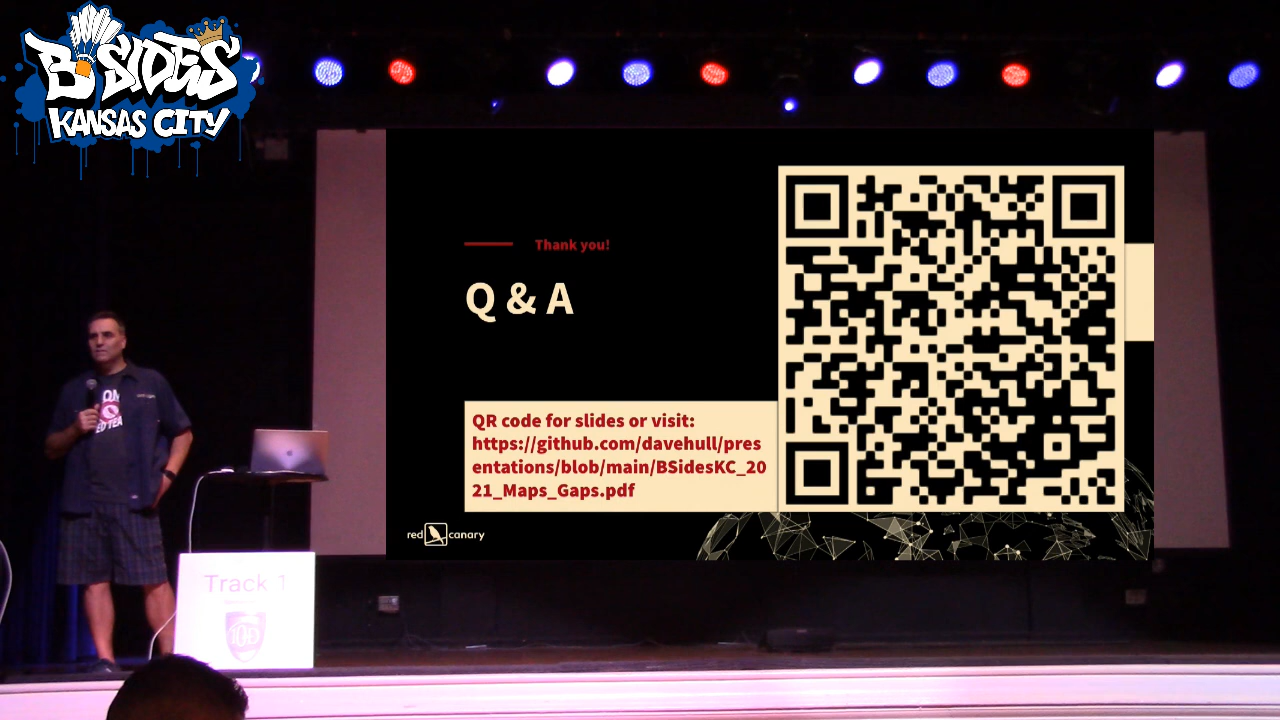 B SIDES
KANSAS CITY
Thank you!
Q & A
QR code for slides or visit:
https://github.com/davehull/pres
entations/blob/main/BSidesKC_20
21_Maps_Gaps.pdf
red canary
Track 1